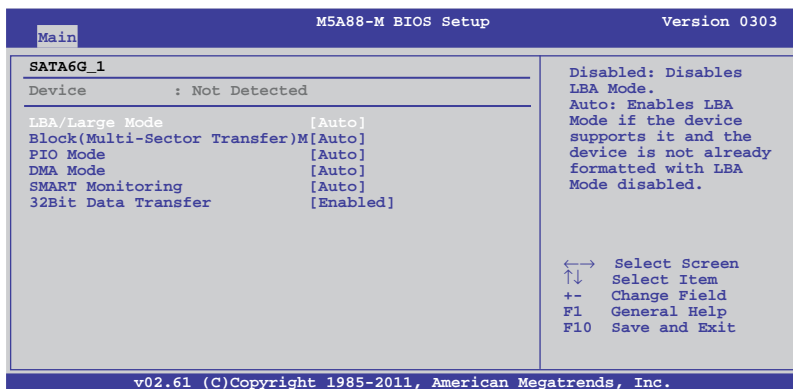 M5A88-M BIOS Setup Version 0303
Main
SATA6G_1
Device : Not Detected
LBA/Large Mode [Auto]
Block(Multi-Sector Transfer)M[Auto]
PIO Mode [Auto]
DMA Mode [Auto]
SMART Monitoring [Auto]
32Bit Data Transfer [Enabled]
Disabled: Disables
LBA Mode.
Auto: Enables LBA
Mode if the device
supports it and the
device is not already
formatted with LBA
Mode disabled.
←→ Select Screen
↑↓ Select Item
+- Change Field
F1 General Help
F10 Save and Exit
v02.61 (C)Copyright 1985-2011, American Megatrends, Inc.